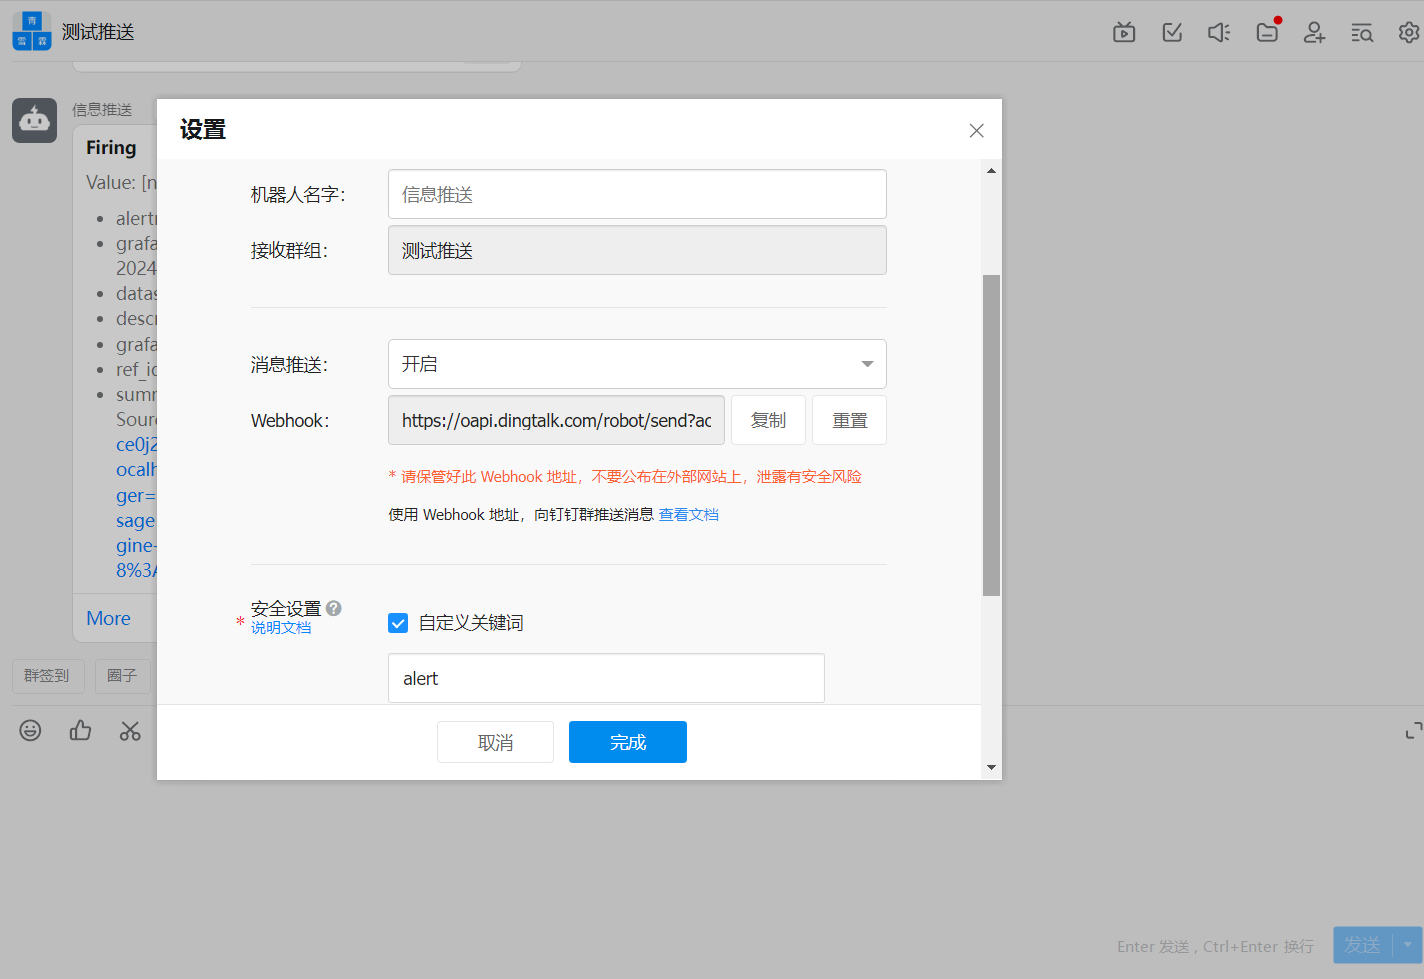 青
雪 霖
测试推送
信息推送
Firing
Value: [n
alertr
grafa
2024
datas
descr
grafa
ref_ic
sumr
Sourc
ce0j2
ocalh
ger=
sage
gine-
8%3A
More
群签到
圈子
设置
机器人名字：
信息推送
接收群组：
测试推送
消息推送：
开启
Webhook：
https://oapi.dingtalk.com/robot/send?ac
复制
重置
* 请保管好此 Webhook 地址，不要公布在外部网站上，泄露有安全风险
使用 Webhook 地址，向钉钉群推送消息 查看文档
* 安全设置 ?
说明文档
自定义关键词
alert
取消
完成
Enter 发送 , Ctrl+Enter 换行
发送